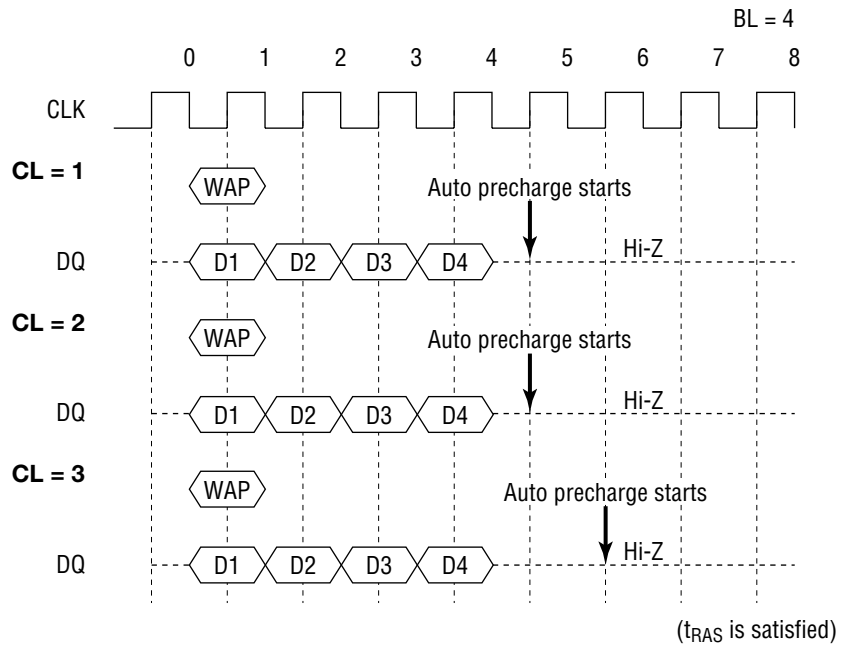 BL = 4
0 1 2 3 4 5 6 7 8
CLK
CL = 1
WAP
Auto precharge starts
DQ
D1 D2 D3 D4
Hi-Z
CL = 2
WAP
Auto precharge starts
DQ
D1 D2 D3 D4
Hi-Z
CL = 3
WAP
Auto precharge starts
DQ
D1 D2 D3 D4
Hi-Z
(tRAS is satisfied)